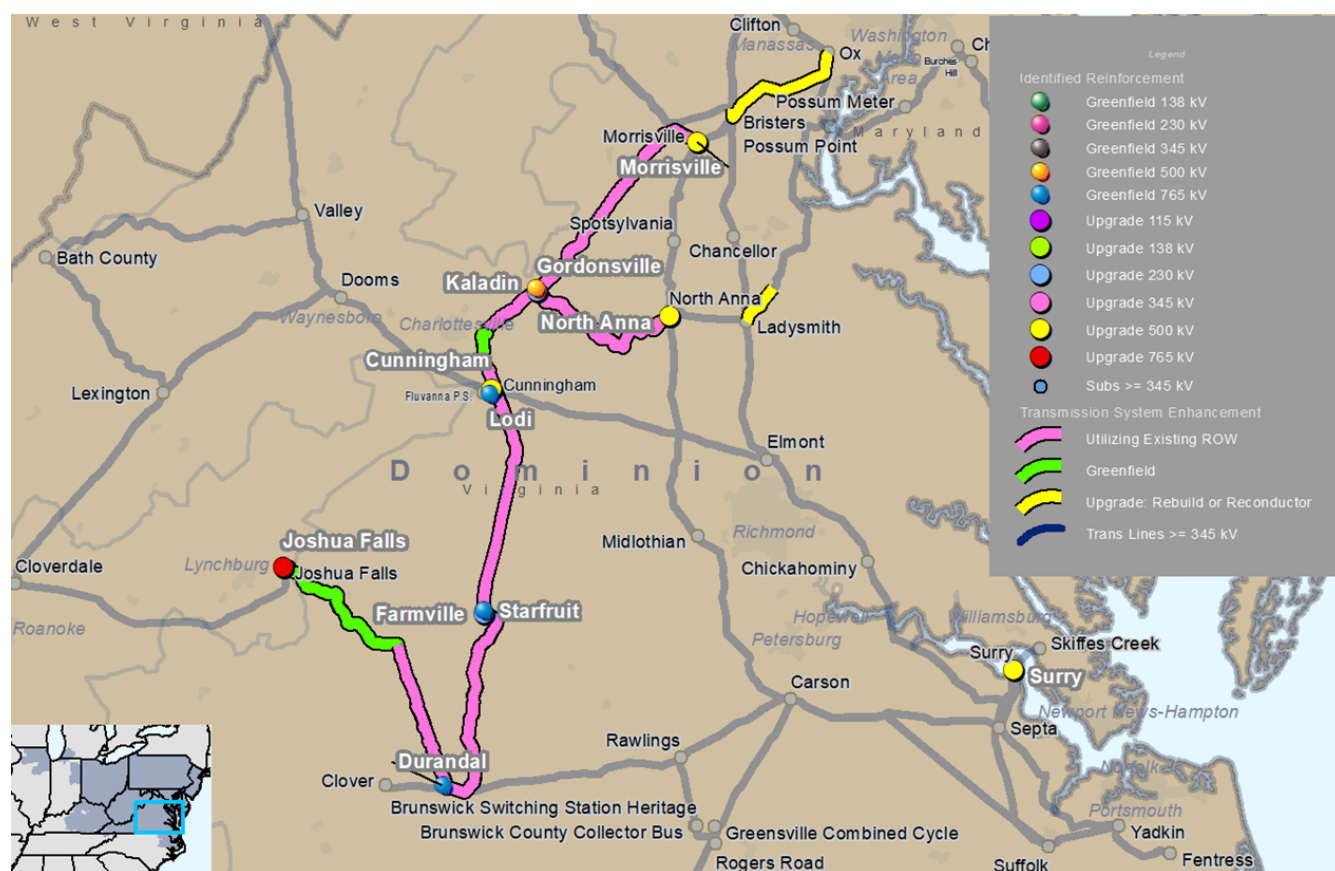 West Virginia
Clifton
Manassas
Ox
Washington
Metro
Area
Burches
Hill
Ch
Possum Meter
Bristers
Possum Point
Maryland
Morrisville
Morrisville
Valley
Spotsylvania
Chancellor
Bath County
Gordonsville
Kaladin
Dooms
Waynesboro
Charlottesville
North Anna
North Anna
Ladysmith
Cunningham
Cunningham
Fluvanna P.S.
Lexington
Lodi
Elmont
Dominion
Virginia
Richmond
Midlothian
Joshua Falls
Joshua Falls
Lynchburg
Cloverdale
Chickahominy
Roanoke
Farmville
Starfruit
Hopewell
Williamsburg
Petersburg
Surry
Skiffes Creek
Surry
Carson
Newport News-Hampton
Septa
Rawlings
Durandal
Clover
Norfolk
Brunswick Switching Station Heritage
Portsmouth
Brunswick County Collector Bus
Greensville Combined Cycle
Yadkin
Rogers Road
Suffolk
Fentress
Legend
Identified Reinforcement
Greenfield 138 kV
Greenfield 230 kV
Greenfield 345 kV
Greenfield 500 kV
Greenfield 765 kV
Upgrade 115 kV
Upgrade 138 kV
Upgrade 230 kV
Upgrade 345 kV
Upgrade 500 kV
Upgrade 765 kV
Subs >= 345 kV
Transmission System Enhancement
Utilizing Existing ROW
Greenfield
Upgrade: Rebuild or Reconductor
Trans Lines >= 345 kV